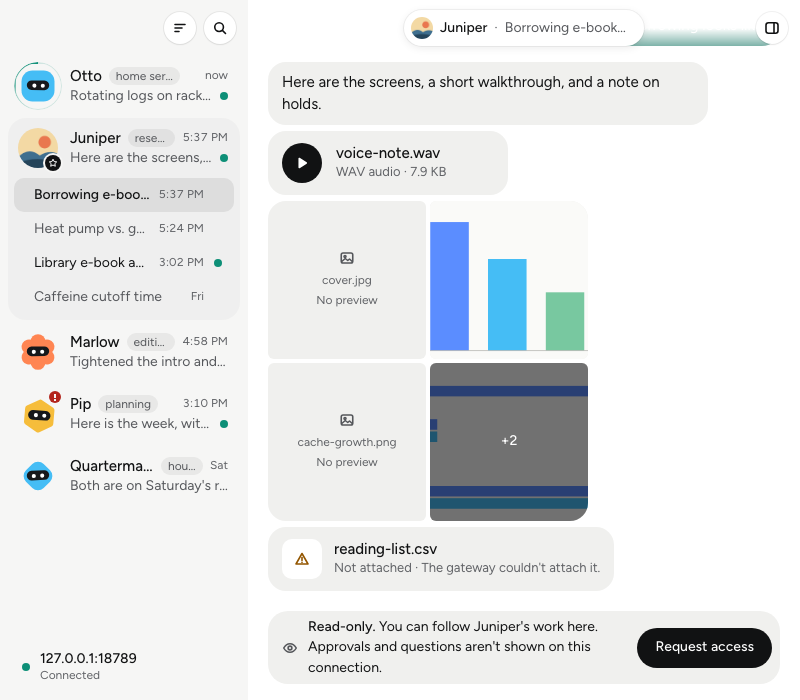 Otto home ser... now
Rotating logs on rack...
Juniper rese... 5:37 PM
Here are the screens,...
Borrowing e-boo... 5:37 PM
Heat pump vs. g... 5:24 PM
Library e-book a... 3:02 PM
Caffeine cutoff time Fri
Marlow editi... 4:58 PM
Tightened the intro and...
Pip planning 3:10 PM
Here is the week, wit...
Quarterma... hou... Sat
Both are on Saturday's r...
127.0.0.1:18789
Connected
Juniper · Borrowing e-book...
Here are the screens, a short walkthrough, and a note on
holds.
voice-note.wav
WAV audio · 7.9 KB
cover.jpg
No preview
cache-growth.png
No preview
+2
reading-list.csv
Not attached · The gateway couldn't attach it.
Read-only. You can follow Juniper's work here.
Approvals and questions aren't shown on this
connection.
Request access